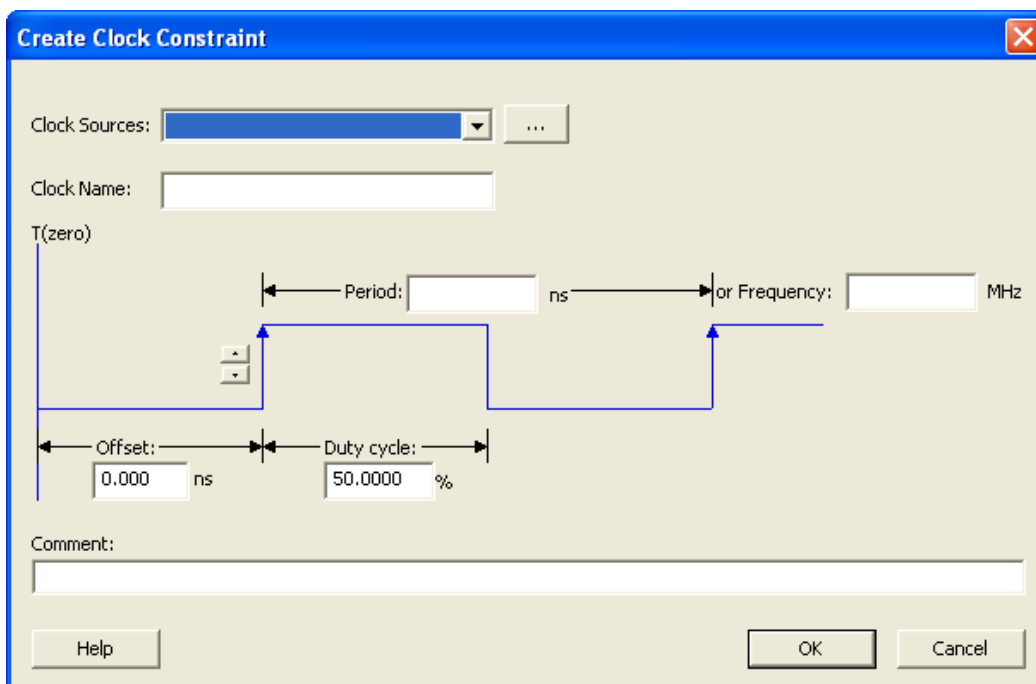 Create Clock Constraint
Clock Sources:
...
Clock Name:
T(zero)
Period: ns or Frequency: MHz
Offset: Duty cycle:
0.000 ns 50.0000 %
Comment:
Help OK Cancel